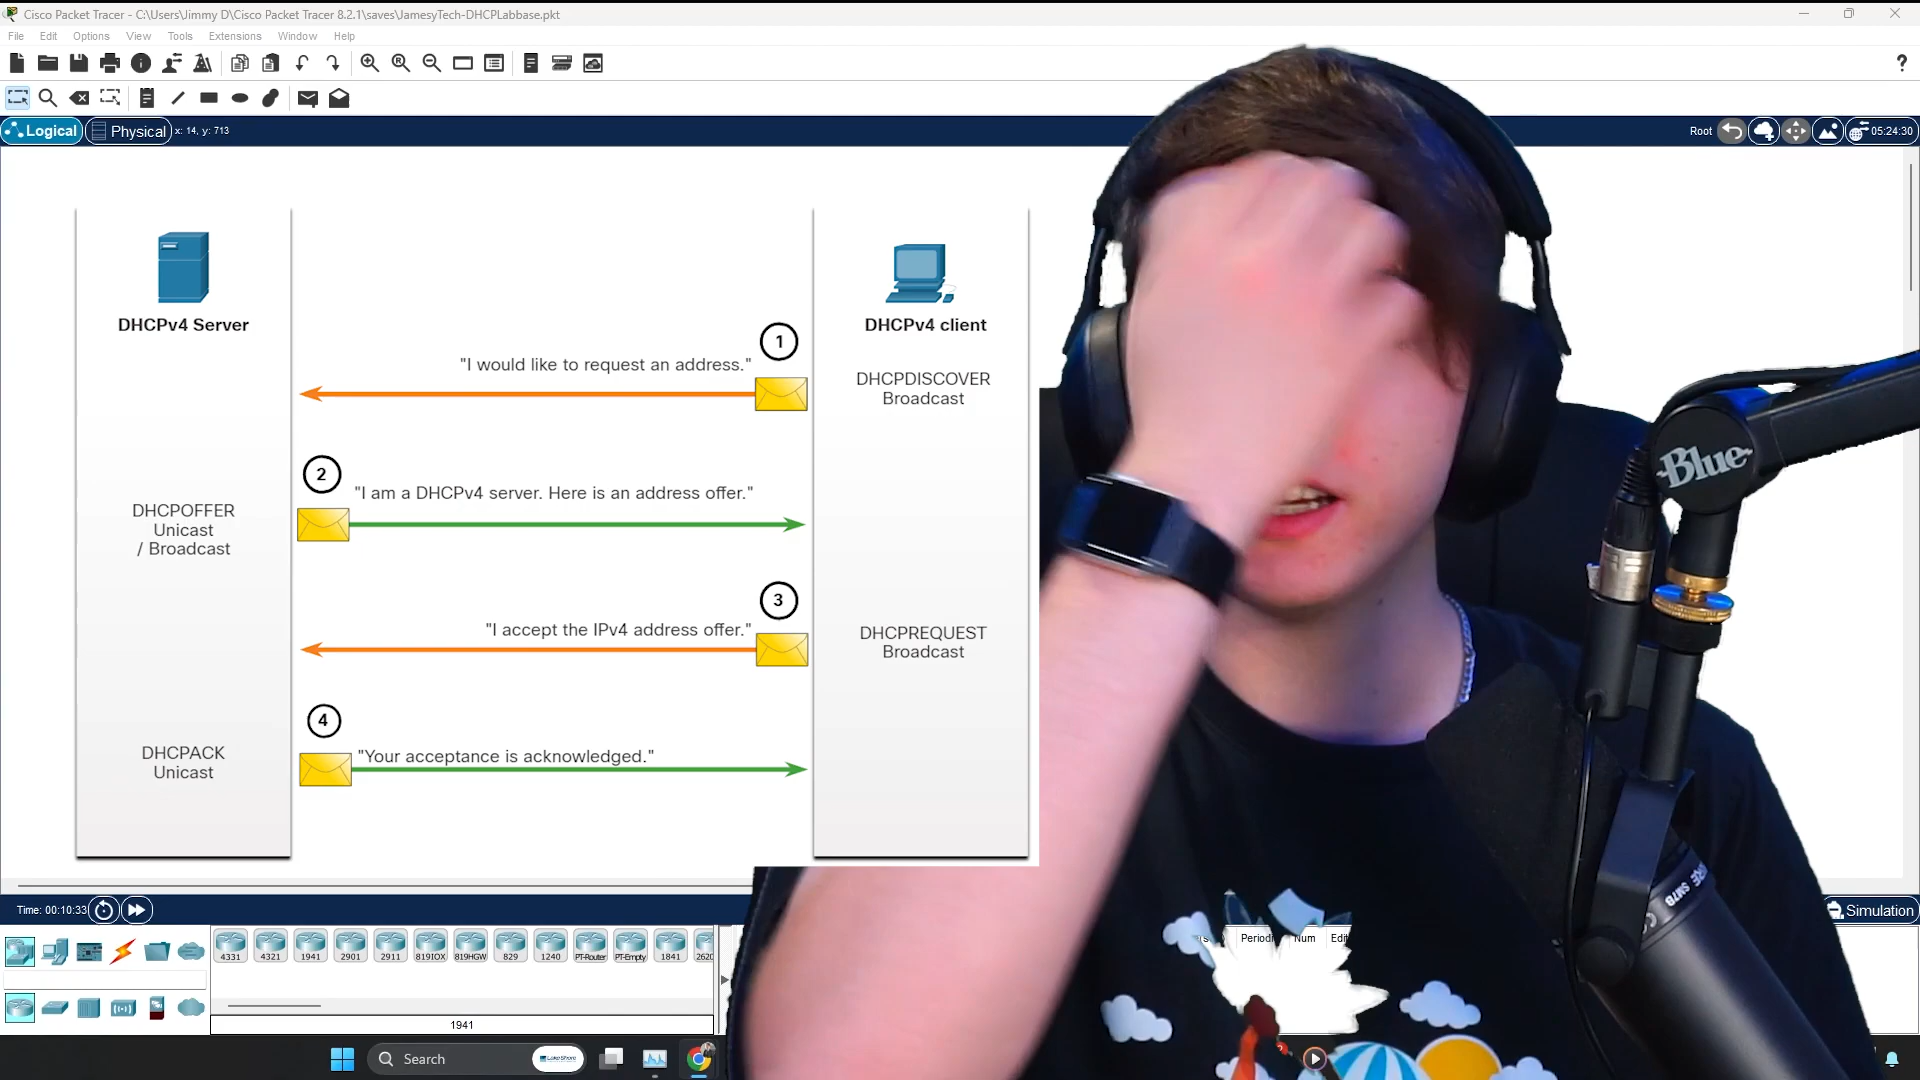 Cisco Packet Tracer - C:\Users\Jimmy D\Cisco Packet Tracer 8.2.1\saves\JamesyTech-DHCPLabbase.pkt
File Edit Options View Tools Extensions Window Help
Logical Physical x: 14, y: 713
Root 05:24:30
DHCPv4 Server
DHCPv4 client
1
"I would like to request an address."
DHCPDISCOVER
Broadcast
2
"I am a DHCPv4 server. Here is an address offer."
DHCPOFFER
Unicast
/ Broadcast
3
"I accept the IPv4 address offer."
DHCPREQUEST
Broadcast
4
"Your acceptance is acknowledged."
DHCPACK
Unicast
Blue
SM7B
Time: 00:10:33
Simulation
4331 4321 1941 2901 2911 819IOX 819HGW 829 1240 PT-Router PT-Empty 1841 2620
Num
1941
Search